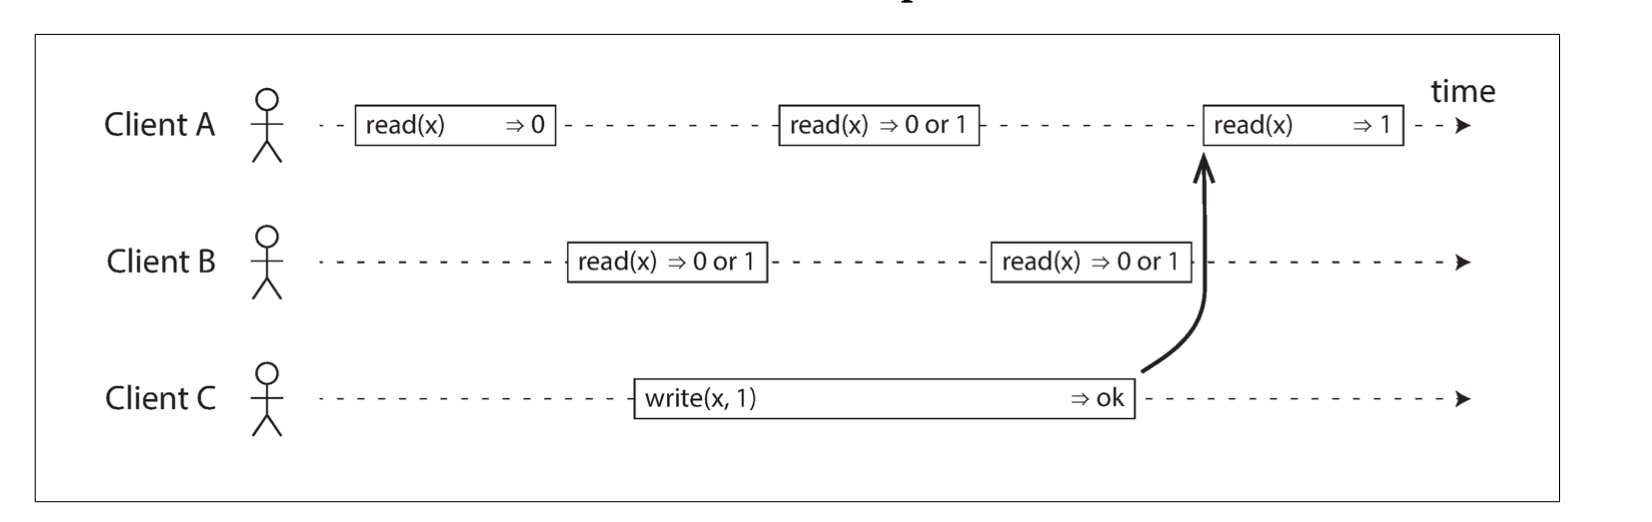 time
Client A read(x) ⇒ 0 read(x) ⇒ 0 or 1 read(x) ⇒ 1
Client B read(x) ⇒ 0 or 1 read(x) ⇒ 0 or 1
Client C write(x, 1) ⇒ ok